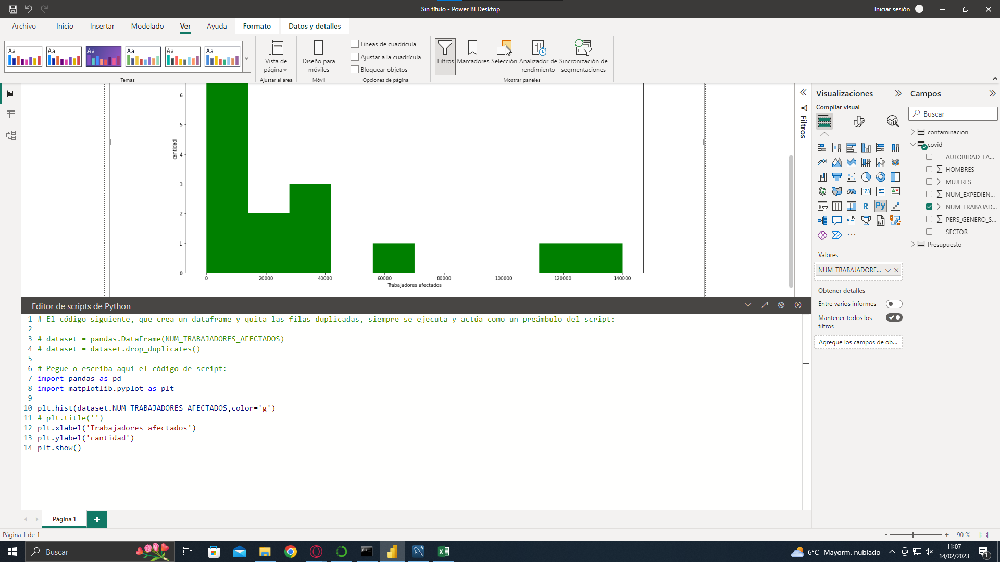 Sin título - Power BI Desktop
Iniciar sesión
Archivo
Inicio
Insertar
Modelado
Ver
Ayuda
Formato
Datos y detalles
Aa
Aa
Aa
Aa
Aa
Aa
Temas
Vista de
página
Ajustar al área
Diseño para
móviles
Móvil
Líneas de cuadrícula
Ajustar a la cuadrícula
Bloquear objetos
Opciones de página
Filtros
Marcadores
Selección
Analizador de
rendimiento
Sincronización de
segmentaciones
Mostrar paneles
6
5
4
3
2
1
0
cantidad
0
20000
40000
60000
80000
100000
120000
140000
Trabajadores afectados
Filtros
Editor de scripts de Python
1 # El código siguiente, que crea un dataframe y quita las filas duplicadas, siempre se ejecuta y actúa como un preámbulo del script:
2
3 # dataset = pandas.DataFrame(NUM_TRABAJADORES_AFECTADOS)
4 # dataset = dataset.drop_duplicates()
5
6 # Pegue o escriba aquí el código de script:
7 import pandas as pd
8 import matplotlib.pyplot as plt
9
10 plt.hist(dataset.NUM_TRABAJADORES_AFECTADOS,color='g')
11 # plt.title('')
12 plt.xlabel('Trabajadores afectados')
13 plt.ylabel('cantidad')
14 plt.show()
Visualizaciones
Compilar visual
123
R
Py
...
Valores
NUM_TRABAJADORE...
Obtener detalles
Entre varios informes
Mantener todos los
filtros
Agregue los campos de ob...
Campos
Buscar
contaminacion
covid
AUTORIDAD_LA...
HOMBRES
MUJERES
NUM_EXPEDIEN...
NUM_TRABAJAD...
PERS_GENERO_S...
SECTOR
Presupuesto
Página 1
+
Página 1 de 1
- + 90 %
Buscar
6°C Mayorm. nublado
11:07
14/02/2023
1